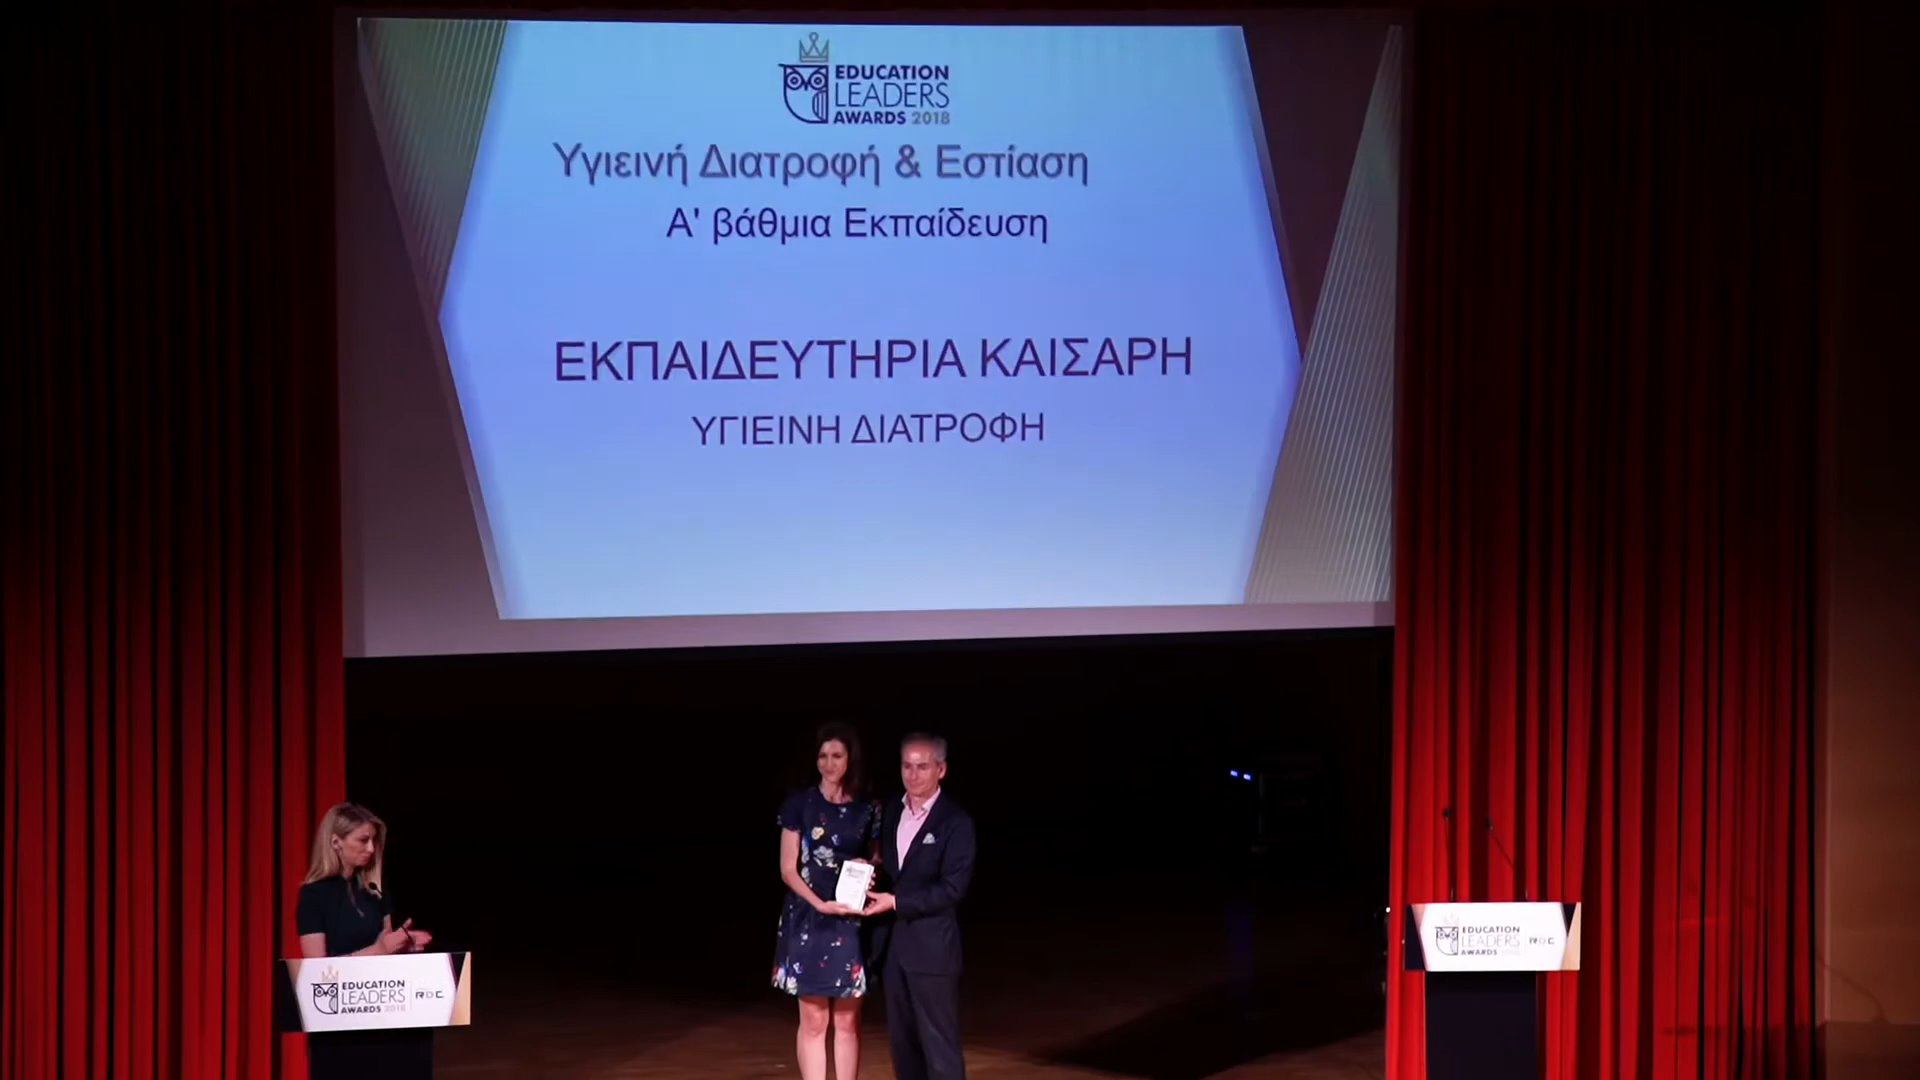 EDUCATION
LEADERS
AWARDS 2018
Υγιεινή Διατροφή & Εστίαση
Α' βάθμια Εκπαίδευση
ΕΚΠΑΙΔΕΥΤΗΡΙΑ ΚΑΙΣΑΡΗ
ΥΓΙΕΙΝΗ ΔΙΑΤΡΟΦΗ
EDUCATION
LEADERS
AWARDS 2018
EDUCATION
LEADERS
AWARDS 2018